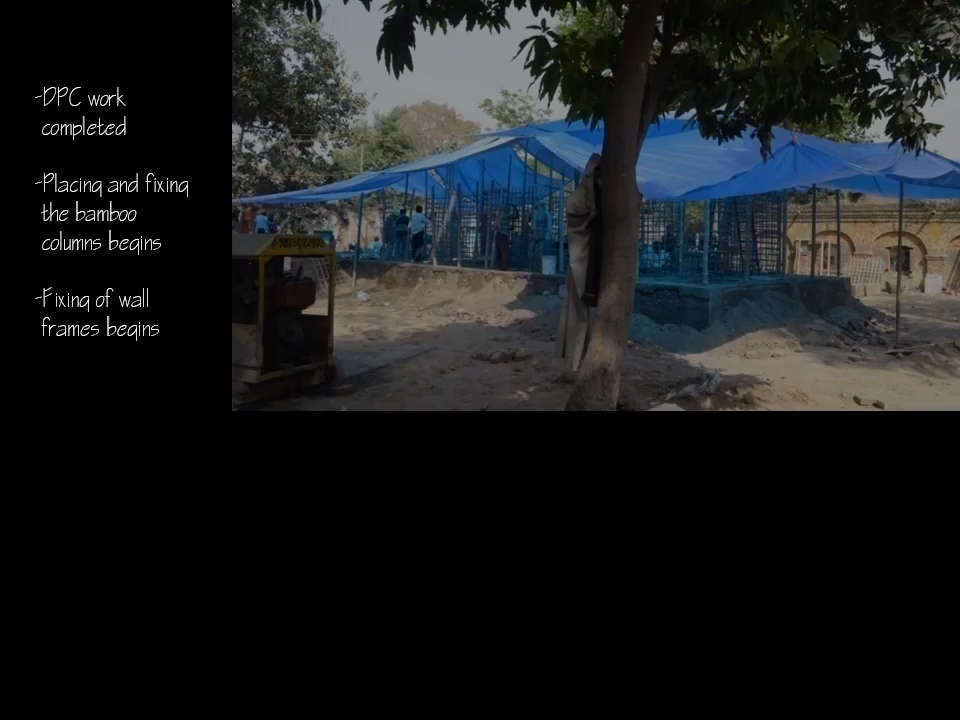 -DPC work
completed
-Placing and fixing
the bamboo
columns begins
-Fixing of wall
frames begins